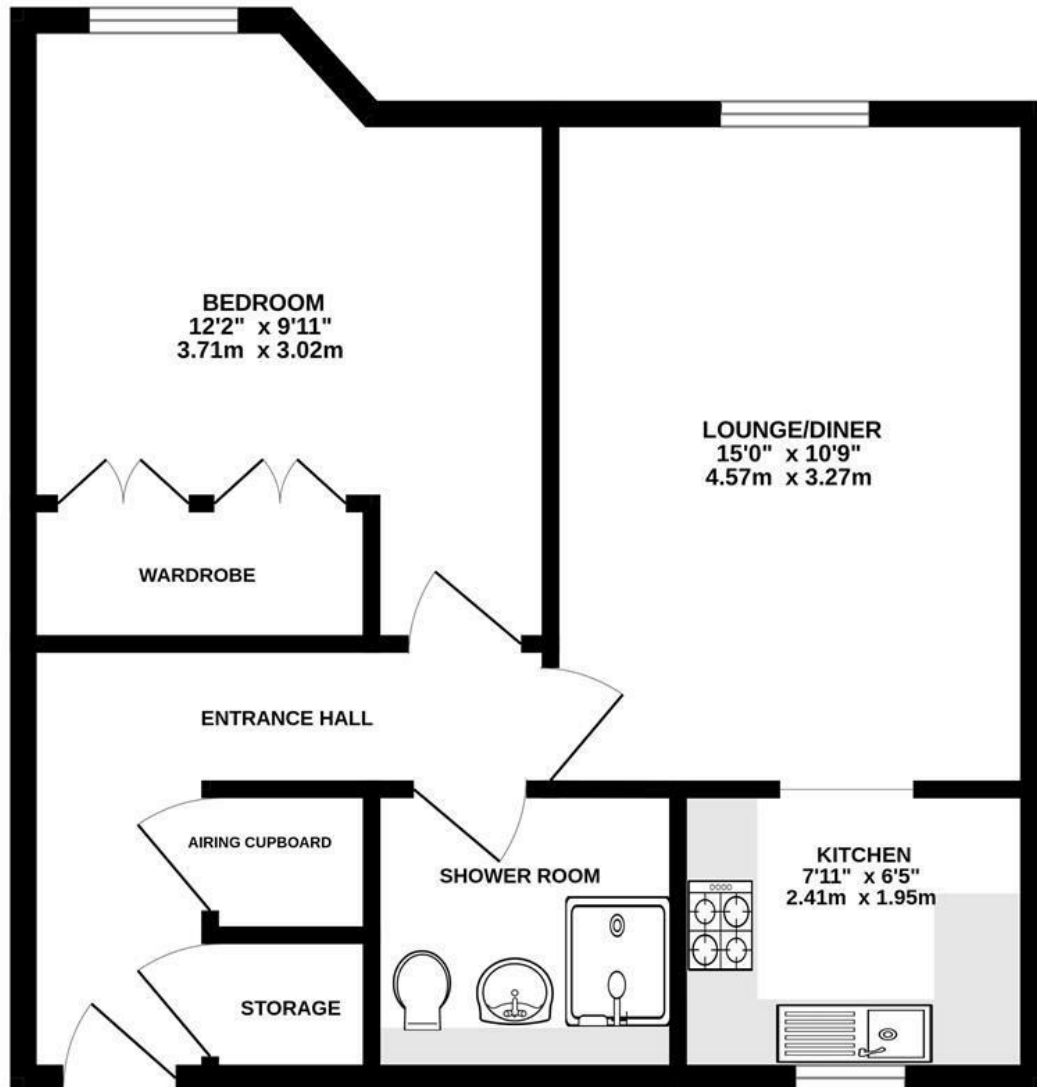 BEDROOM
12'2" x 9'11"
3.71m x 3.02m
LOUNGE/DINER
15'0" x 10'9"
4.57m x 3.27m
WARDROBE
ENTRANCE HALL
AIRING CUPBOARD
SHOWER ROOM
KITCHEN
7'11" x 6'5"
2.41m x 1.95m
STORAGE